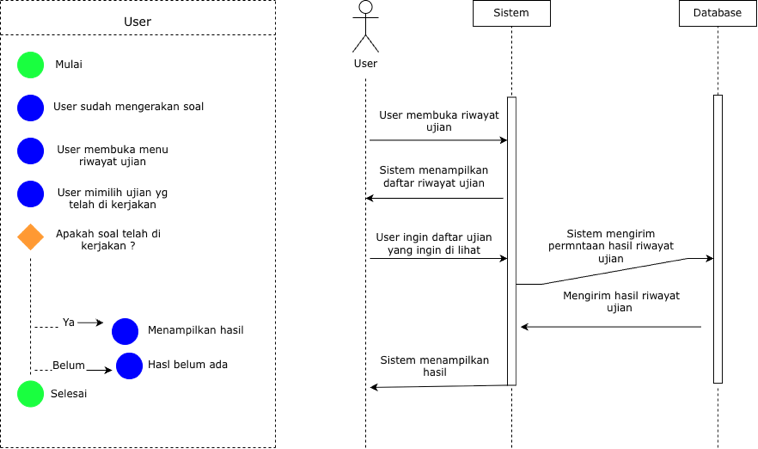 User
Mulai
User sudah mengerakan soal
User membuka menu
riwayat ujian
User mimilih ujian yg
telah di kerjakan
Apakah soal telah di
kerjakan ?
Ya
Menampilkan hasil
Belum
Hasl belum ada
Selesai
User
Sistem
Database
User membuka riwayat
ujian
Sistem menampilkan
daftar riwayat ujian
User ingin daftar ujian
yang ingin di lihat
Sistem mengirim
permntaan hasil riwayat
ujian
Mengirim hasil riwayat
ujian
Sistem menampilkan
hasil